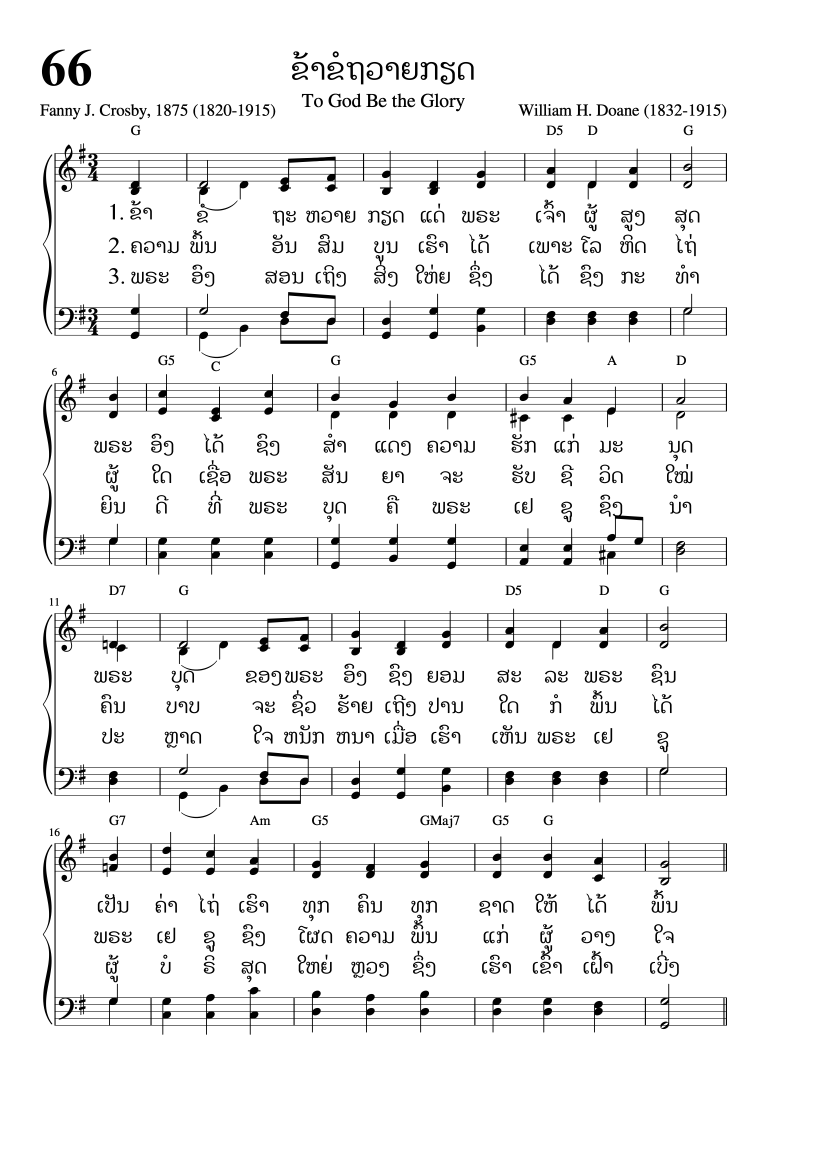 66
ຂ້າຂໍຖວາຍກຽດ
To God Be the Glory
Fanny J. Crosby, 1875 (1820-1915) William H. Doane (1832-1915)
G D5 D G
1. ຂ້າ ຂໍ ຖະ ຫວາຍ ກຽດ ແດ່ ພຣະ ເຈົ້າ ຜູ້ ສູງ ສຸດ
2. ຄວາມ ພົ້ນ ອັນ ສົມ ບູນ ເຮົາ ໄດ້ ເພາະ ໂລ ຫິດ ໄຖ່
3. ພຣະ ອົງ ສອນ ເຖິງ ສິ່ງ ໃຫ່ຍ ຊຶ່ງ ໄດ້ ຊົງ ກະ ທຳ
6 G5 C G G5 A D
ພຣະ ອົງ ໄດ້ ຊົງ ສຳ ແດງ ຄວາມ ຮັກ ແກ່ ມະ ນຸດ
ຜູ້ ໃດ ເຊື່ອ ພຣະ ສັນ ຍາ ຈະ ຮັບ ຊີ ວິດ ໃໝ່
ຍິນ ດີ ທີ່ ພຣະ ບຸດ ຄື ພຣະ ເຢ ຊູ ຊົງ ນຳ
11 D7 G D5 D G
ພຣະ ບຸດ ຂອງ ພຣະ ອົງ ຊົງ ຍອມ ສະ ລະ ພຣະ ຊົນ
ຄົນ ບາບ ຈະ ຊົ່ວ ຮ້າຍ ເຖີງ ປານ ໃດ ກໍ ພົ້ນ ໄດ້
ປະ ຫຼາດ ໃຈ ຫນັກ ຫນາ ເມື່ອ ເຮົາ ເຫັນ ພຣະ ເຢ ຊູ
16 G7 Am G5 GMaj7 G5 G
ເປັນ ຄ່າ ໄຖ່ ເຮົາ ທຸກ ຄົນ ທຸກ ຊາດ ໃຫ້ ໄດ້ ພົ້ນ
ພຣະ ເຢ ຊູ ຊົງ ໂຜດ ຄວາມ ພົ້ນ ແກ່ ຜູ້ ວາງ ໃຈ
ຜູ້ ບໍ ຣິ ສຸດ ໃຫຍ່ ຫຼວງ ຊຶ່ງ ເຮົາ ເຂົ້າ ເຝົ້າ ເບີ່ງ